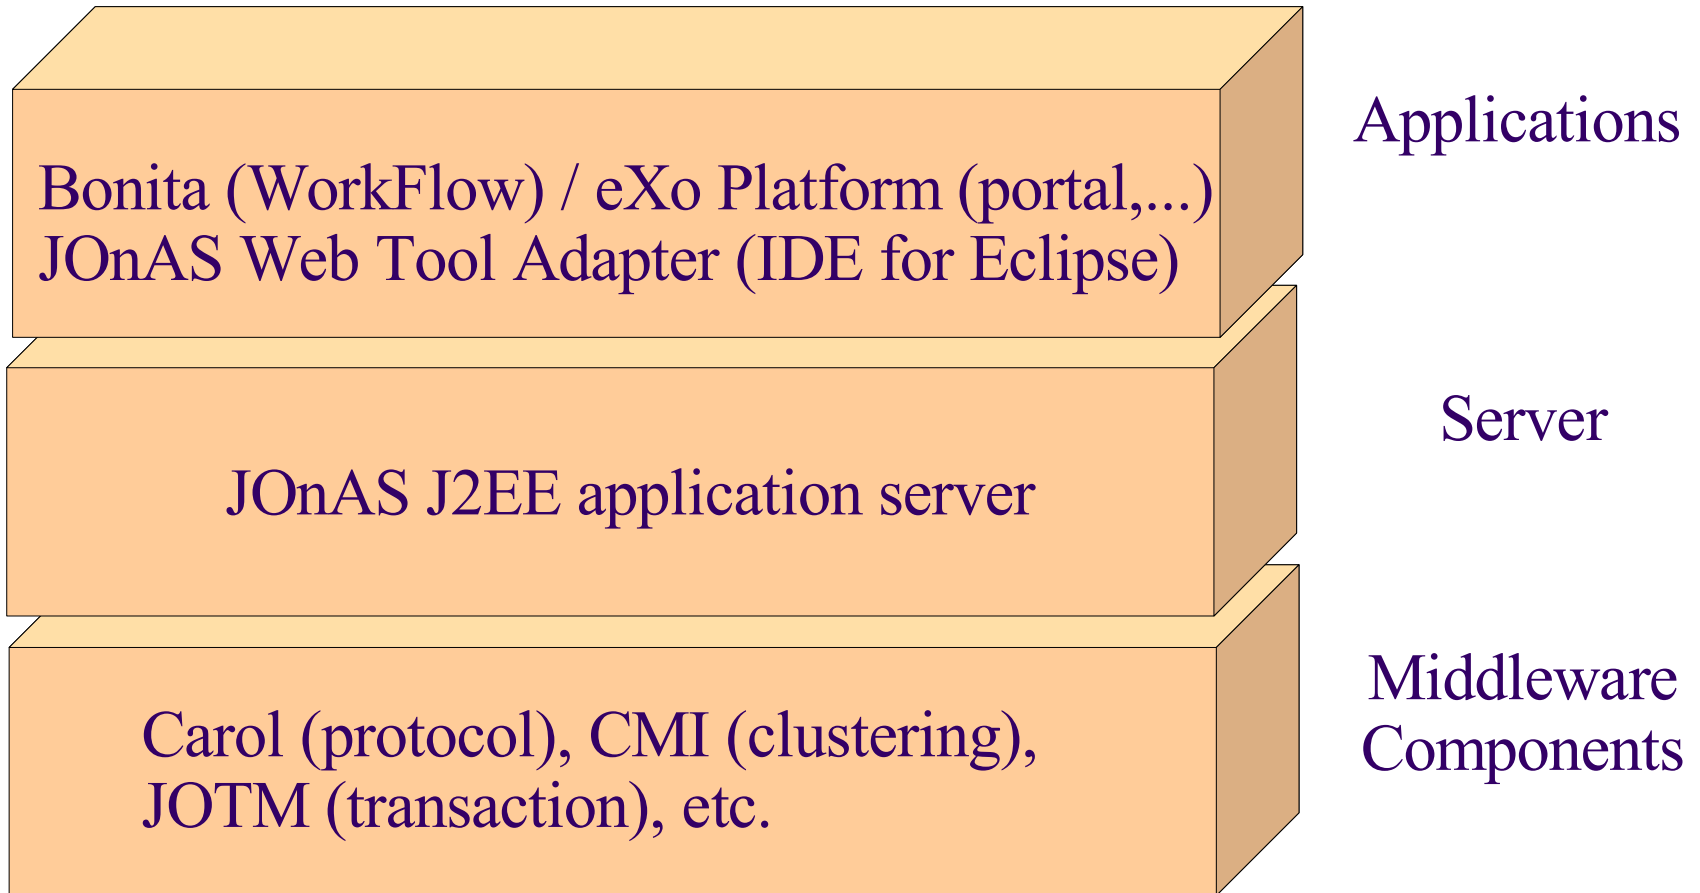 Applications
Bonita (WorkFlow) / eXo Platform (portal,...)
JOnAS Web Tool Adapter (IDE for Eclipse)
Server
JOnAS J2EE application server
Middleware
Components
Carol (protocol), CMI (clustering),
JOTM (transaction), etc.